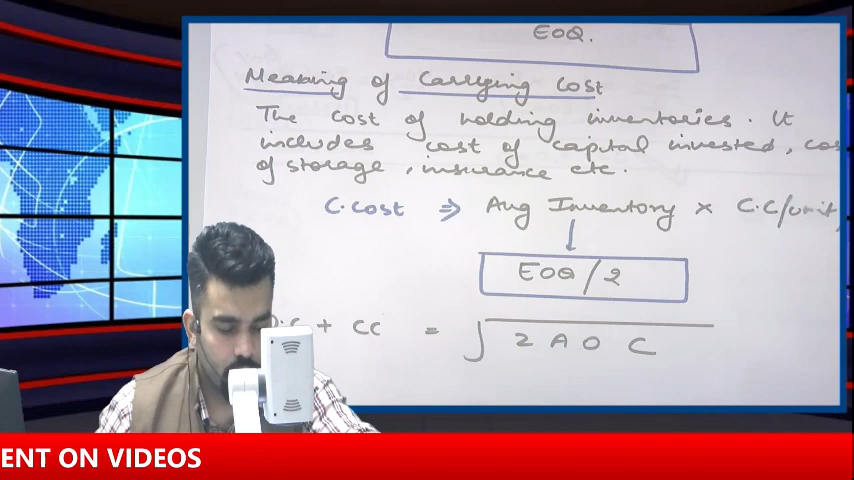 EOQ.
Meaning of Carrying Cost
The cost of holding inventories. It
includes cost of capital invested, cos
of storage, insurance etc.
C.Cost ⇒ Avg Inventory × C.C/unit
EOQ/2
+ CC = √2 A O C
ENT ON VIDEOS